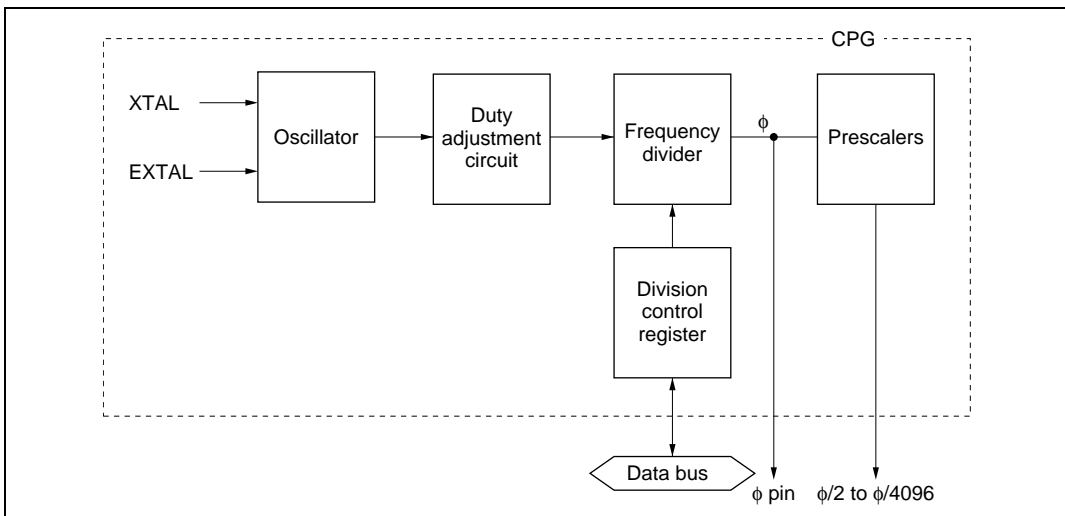 CPG
XTAL
EXTAL
Oscillator
Duty
adjustment
circuit
Frequency
divider
ϕ
Prescalers
Division
control
register
Data bus
ϕ pin
ϕ/2 to ϕ/4096